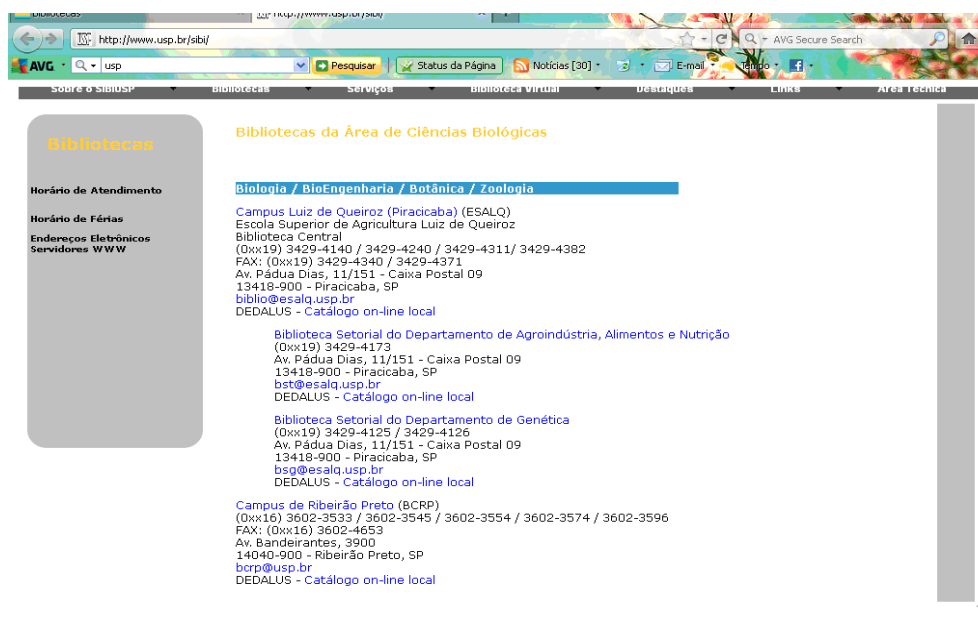 Bibliotecas
http://www.usp.br/sibi/
http://www.usp.br/sibi/
AVG Secure Search
AVG
usp
Pesquisar
Status da Página
Notícias [30]
E-mail
Tempo
Sobre o SIBiUSP
Bibliotecas
Serviços
Biblioteca Virtual
Destaques
Links
Área Técnica
Bibliotecas
Horário de Atendimento
Horário de Férias
Endereços Eletrônicos
Servidores WWW
Bibliotecas da Área de Ciências Biológicas
Biologia / BioEngenharia / Botânica / Zoologia
Campus Luiz de Queiroz (Piracicaba) (ESALQ)
Escola Superior de Agricultura Luiz de Queiroz
Biblioteca Central
(0xx19) 3429-4140 / 3429-4240 / 3429-4311/ 3429-4382
FAX: (0xx19) 3429-4340 / 3429-4371
Av. Pádua Dias, 11/151 - Caixa Postal 09
13418-900 - Piracicaba, SP
biblio@esalq.usp.br
DEDALUS - Catálogo on-line local
Biblioteca Setorial do Departamento de Agroindústria, Alimentos e Nutrição
(0xx19) 3429-4173
Av. Pádua Dias, 11/151 - Caixa Postal 09
13418-900 - Piracicaba, SP
bst@esalq.usp.br
DEDALUS - Catálogo on-line local
Biblioteca Setorial do Departamento de Genética
(0xx19) 3429-4125 / 3429-4126
Av. Pádua Dias, 11/151 - Caixa Postal 09
13418-900 - Piracicaba, SP
bsg@esalq.usp.br
DEDALUS - Catálogo on-line local
Campus de Ribeirão Preto (BCRP)
(0xx16) 3602-3533 / 3602-3545 / 3602-3554 / 3602-3574 / 3602-3596
FAX: (0xx16) 3602-4653
Av. Bandeirantes, 3900
14040-900 - Ribeirão Preto, SP
bcrp@usp.br
DEDALUS - Catálogo on-line local